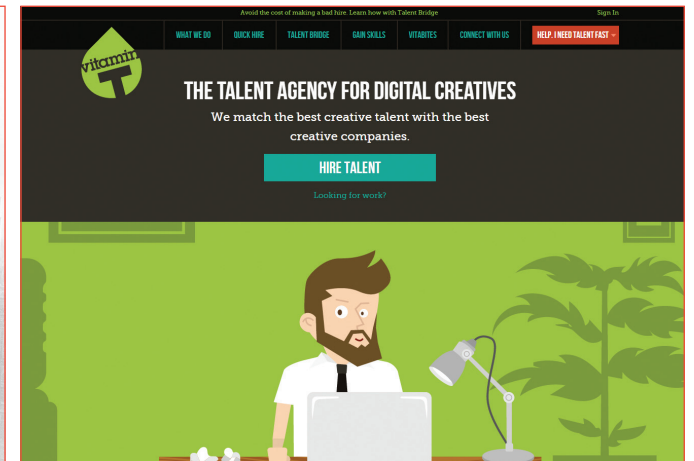 Avoid the cost of making a bad hire. Learn how with Talent Bridge
Sign In
vitamin
T
WHAT WE DO
QUICK HIRE
TALENT BRIDGE
GAIN SKILLS
VITABITES
CONNECT WITH US
HELP, I NEED TALENT FAST
THE TALENT AGENCY FOR DIGITAL CREATIVES
We match the best creative talent with the best
creative companies.
HIRE TALENT
Looking for work?